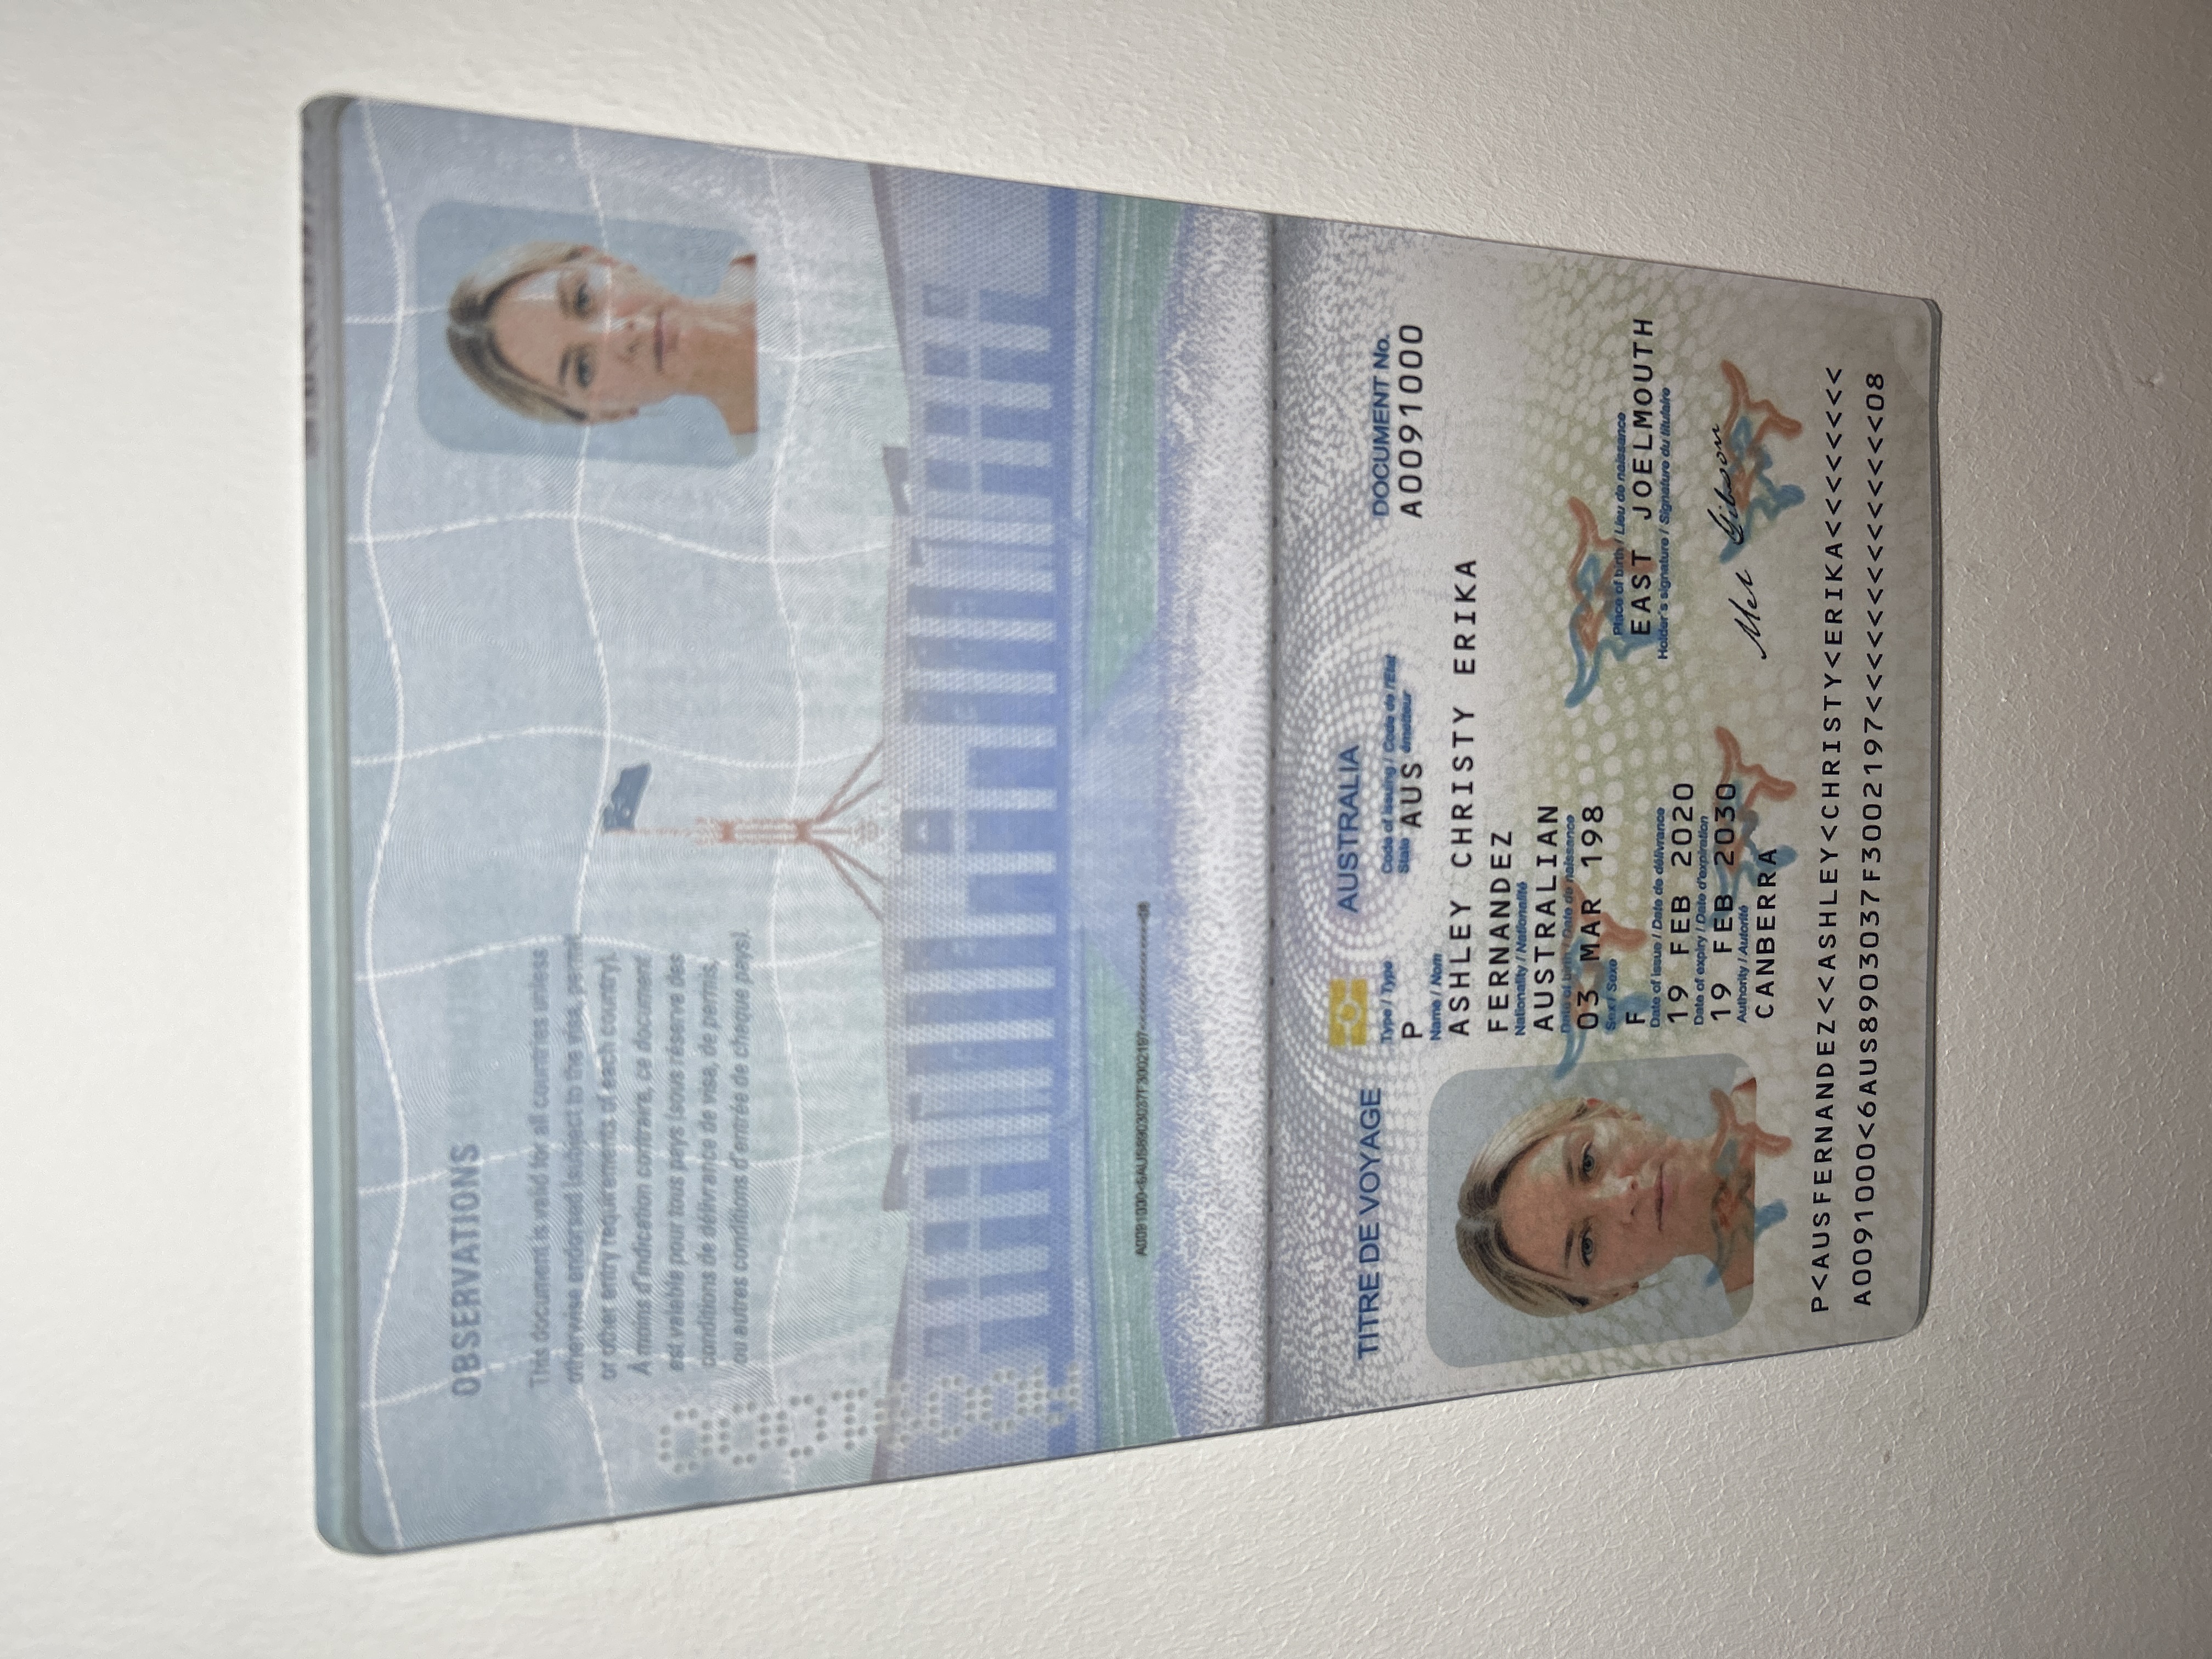 OBSERVATIONS
This document is valid for all countries unless
otherwise endorsed (subject to the visa, permit
or other entry requirements of each country).
À moins d'indication contraire, ce document
est valable pour tous pays (sous réserve des
conditions de délivrance de visa, de permis,
ou autres conditions d'entrée de chaque pays).
A0091000<6AUS8903037F3002197<<<<<<<<<<<<<<08
AUSTRALIA
TITRE DE VOYAGE
DOCUMENT No.
Type / Type
Code of issuing / Code de l'Etat
State émetteur
P
AUS
A0091000
Name / Nom
ASHLEY CHRISTY ERIKA
FERNANDEZ
Nationality / Nationalité
AUSTRALIAN
Date of birth / Date de naissance
03 MAR 198
Sex / Sexe
Place of birth / Lieu de naissance
F
EAST JOELMOUTH
Date of issue / Date de délivrance
Holder's signature / Signature du titulaire
19 FEB 2020
Date of expiry / Date d'expiration
19 FEB 2030
Mel Gibson
Authority / Autorité
CANBERRA
P<AUSFERNANDEZ<<ASHLEY<CHRISTY<ERIKA<<<<<<<<
A0091000<6AUS8903037F3002197<<<<<<<<<<<<<<08